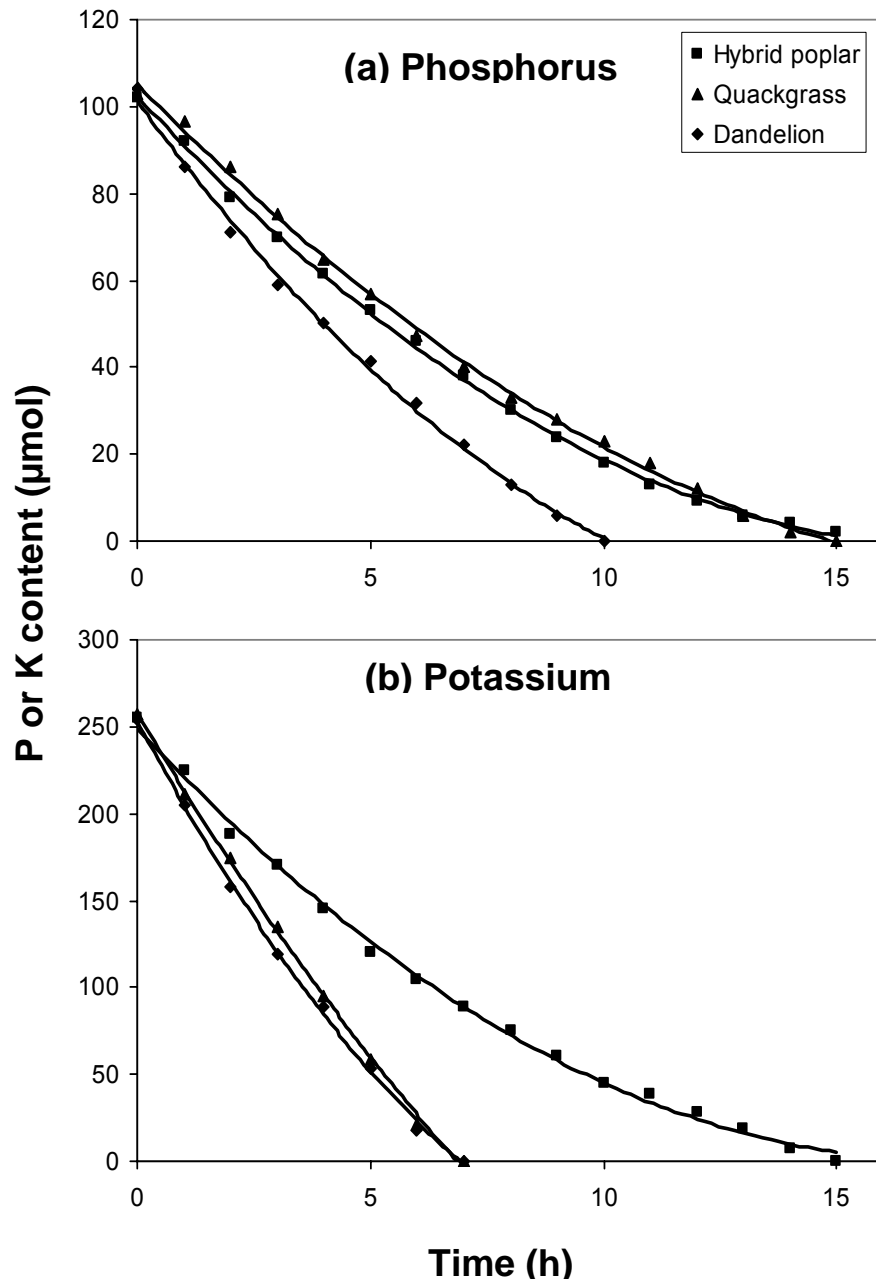 (a) Phosphorus
Hybrid poplar
Quackgrass
Dandelion
120
100
80
60
40
20
0
0 5 10 15
P or K content (µmol)
(b) Potassium
300
250
200
150
100
50
0
0 5 10 15
Time (h)